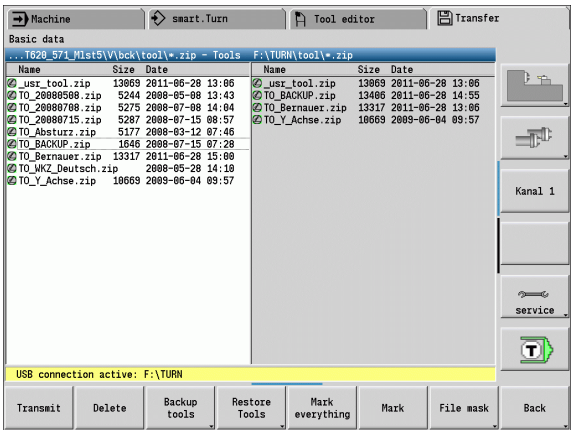 Machine
smart.Turn
Tool editor
Transfer
Basic data
...T620_571_Mlst5\V\bck\tool\*.zip - Tools
F:\TURN\tool\*.zip
Name Size Date
_usr_tool.zip 13069 2011-06-28 13:06
TO_20080508.zip 5244 2008-05-08 13:43
TO_20080708.zip 5275 2008-07-08 14:04
TO_20080715.zip 5287 2008-07-15 08:57
TO_Absturz.zip 5177 2008-03-12 07:46
TO_BACKUP.zip 1646 2008-07-15 07:28
TO_Bernauer.zip 13317 2011-06-28 15:00
TO_WKZ_Deutsch.zip 2008-05-28 14:10
TO_Y_Achse.zip 10669 2009-06-04 09:57
Name Size Date
_usr_tool.zip 13069 2011-06-28 13:06
TO_BACKUP.zip 13406 2011-06-28 14:55
TO_Bernauer.zip 13317 2011-06-28 13:06
TO_Y_Achse.zip 10669 2009-06-04 09:57
Kanal 1
service
T
USB connection active: F:\TURN
Transmit
Delete
Backup
tools
Restore
Tools
Mark
everything
Mark
File mask
Back